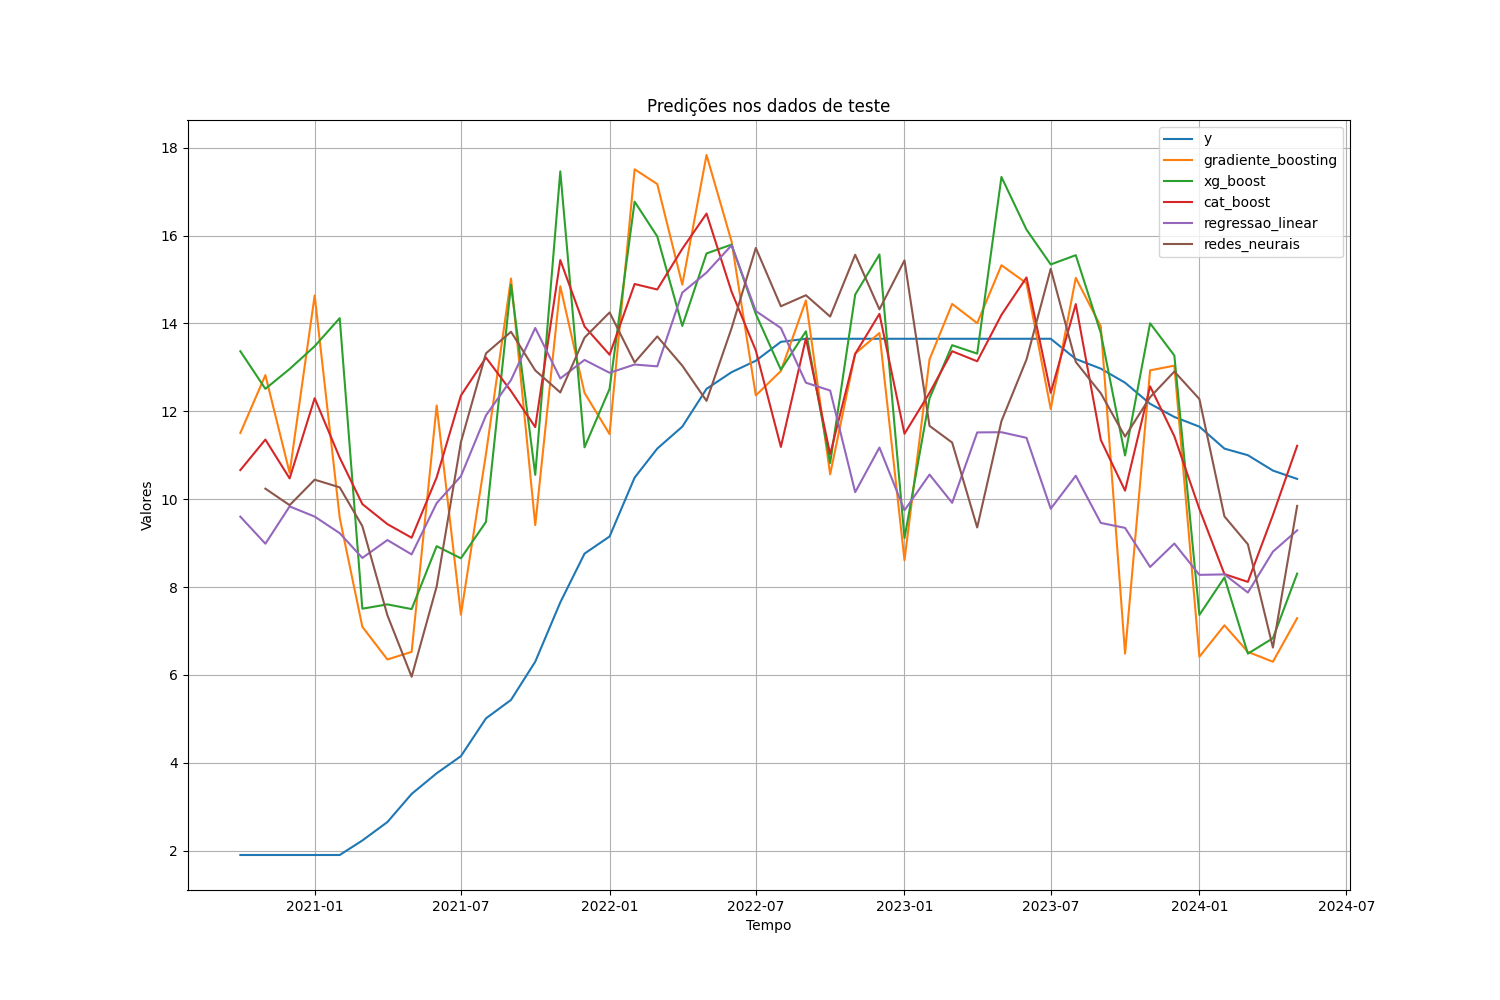 Predições nos dados de teste
y
gradiente_boosting
xg_boost
cat_boost
regressao_linear
redes_neurais
Valores
18
16
14
12
10
8
6
4
2
2021-01 2021-07 2022-01 2022-07 2023-01 2023-07 2024-01 2024-07
Tempo